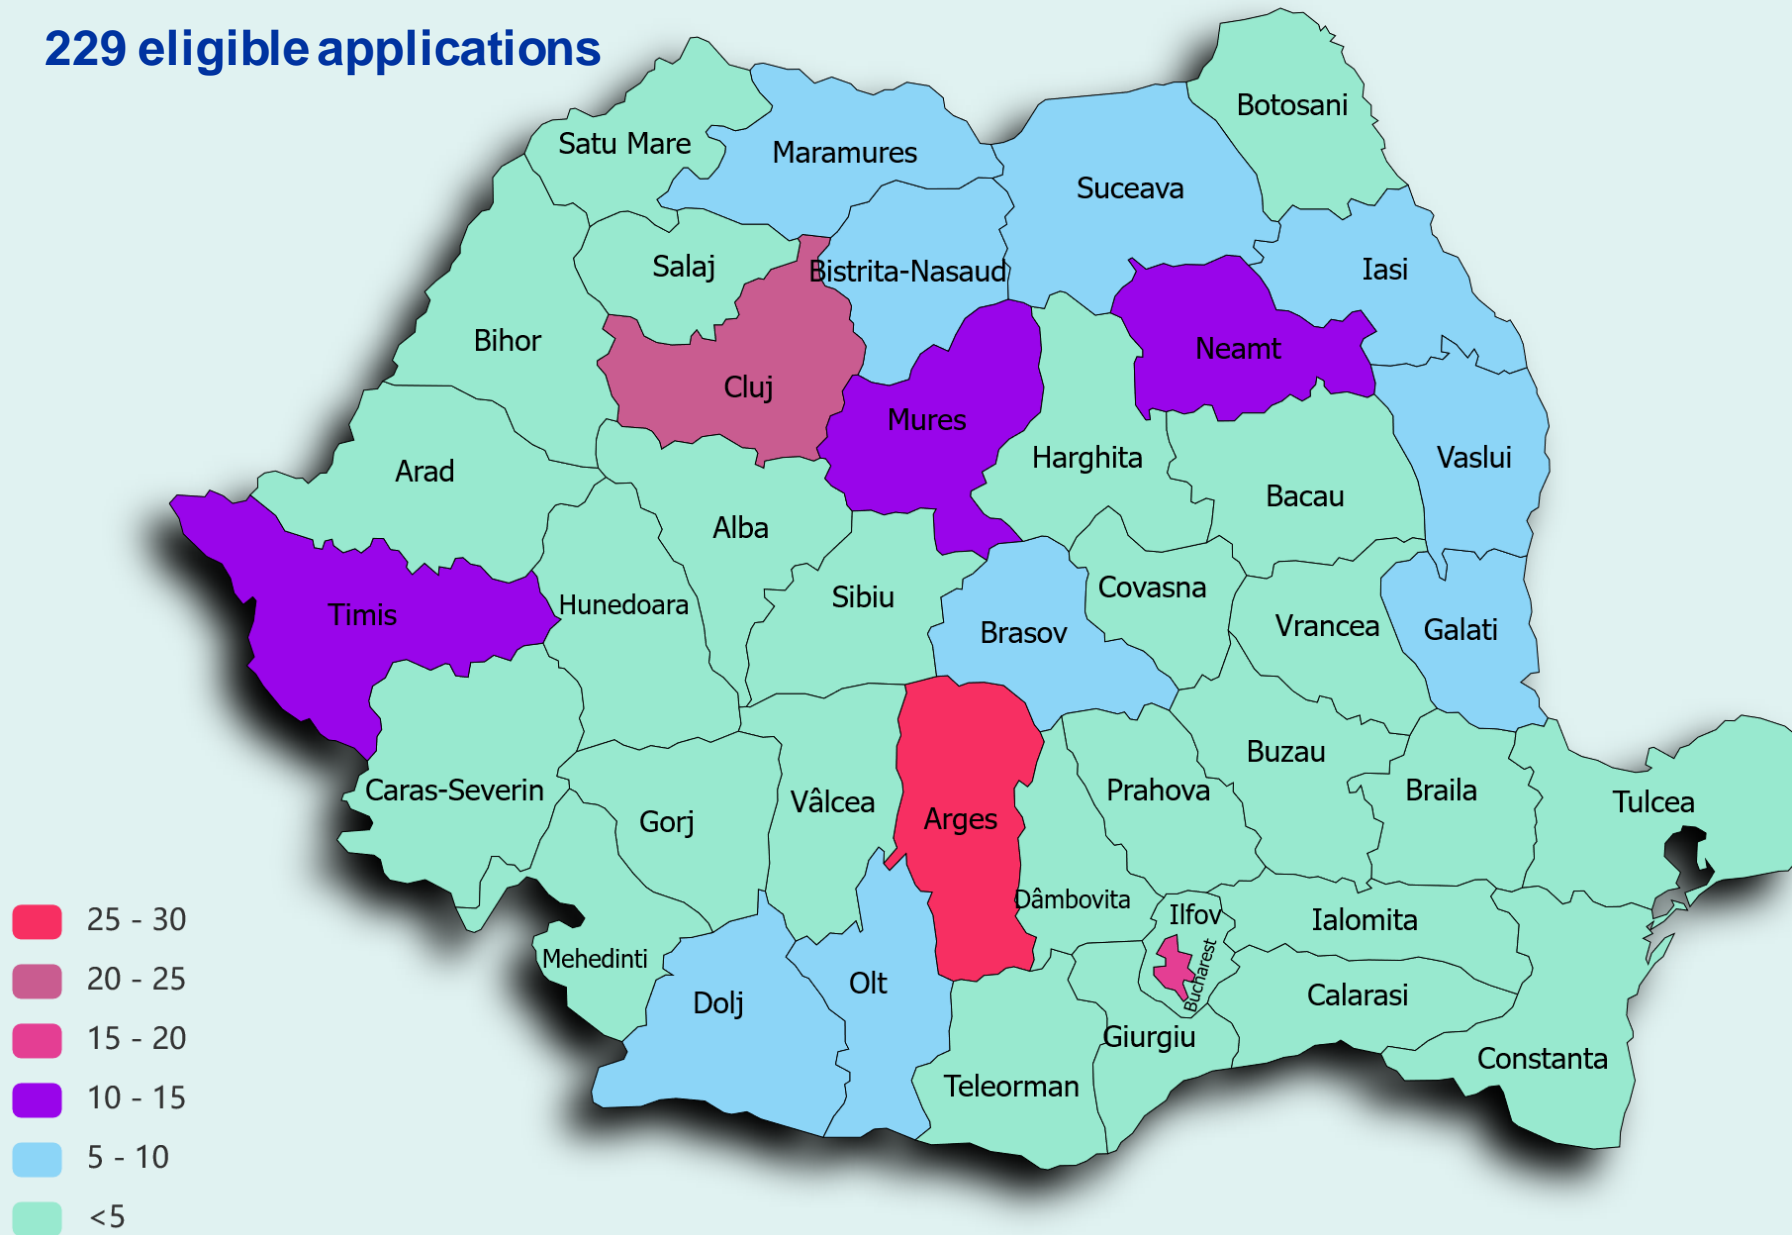 229 eligible applications
Botosani
Satu Mare
Maramures
Suceava
Salaj
Bistrita-Nasaud
Iasi
Bihor
Neamt
Cluj
Mures
Harghita
Vaslui
Arad
Bacau
Alba
Covasna
Sibiu
Hunedoara
Timis
Brasov
Vrancea
Galati
Buzau
Caras-Severin
Prahova
Braila
Vâlcea
Tulcea
Gorj
Arges
Dâmbovita
Ilfov
Ialomita
Mehedinti
Bucharest
Olt
Calarasi
Dolj
Giurgiu
Constanta
Teleorman
25 - 30
20 - 25
15 - 20
10 - 15
5 - 10
<5